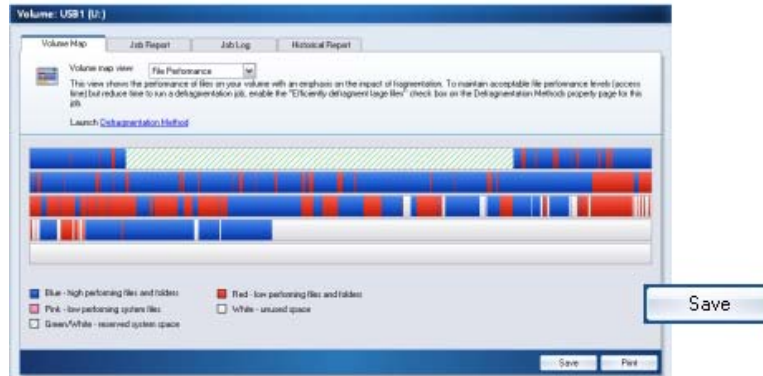 Volume: USB1 (U:)
Volume Map Job Report Job Log Historical Report
Volume map view: File Performance
This view shows the performance of files on your volume with an emphasis on the impact of fragmentation. To maintain acceptable file performance levels (access
time) but reduce time to run a defragmentation job, enable the "Efficiently defragment large files" check box on the Defragmentation Methods property page for this
job.
Launch Defragmentation Method
Blue - high performing files and folders Red - low performing files and folders
Pink - low performing system files White - unused space
Green/White - reserved system space
Save
Save Print